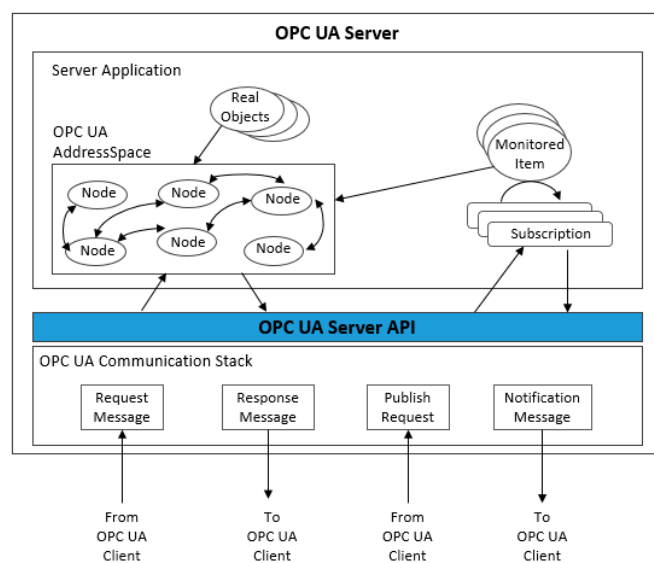 OPC UA Server
Server Application
Real
Objects
OPC UA
AddressSpace
Monitored
Item
Node
Node
Node
Node
Node
Node
Subscription
OPC UA Server API
OPC UA Communication Stack
Request
Message
Response
Message
Publish
Request
Notification
Message
From
OPC UA
Client
To
OPC UA
Client
From
OPC UA
Client
To
OPC UA
Client